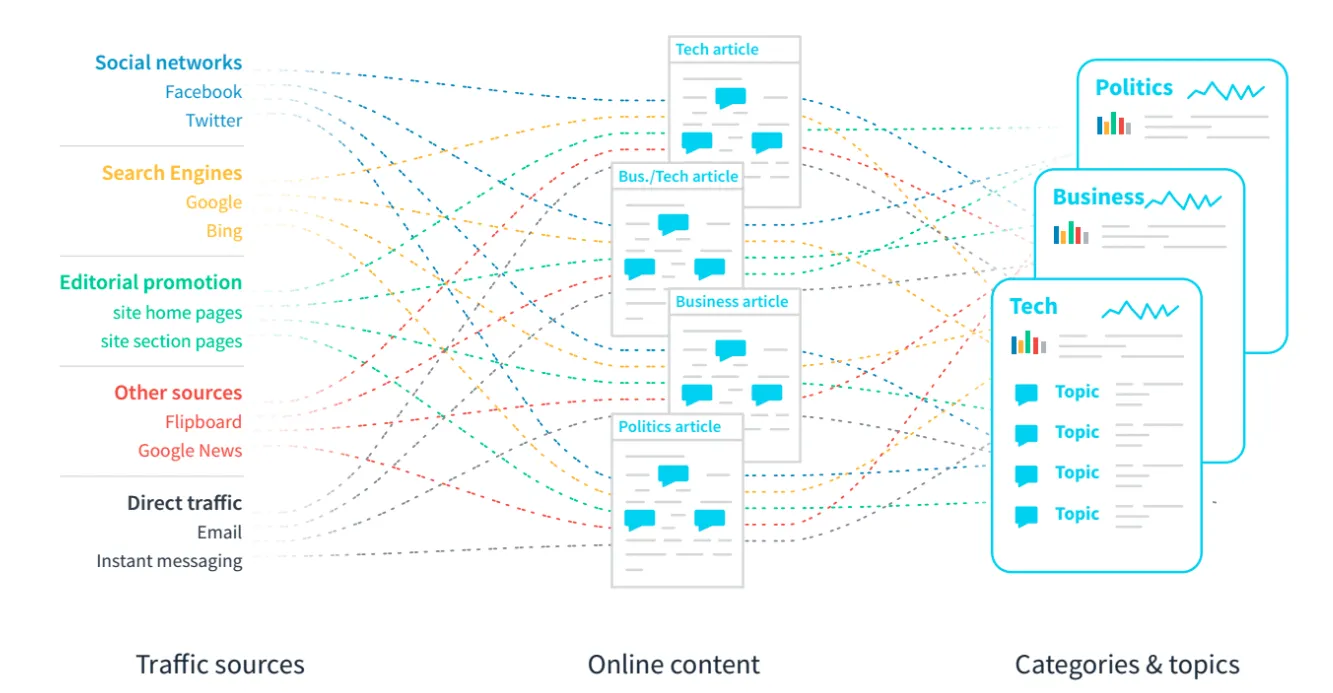 Social networks
Facebook
Twitter
Search Engines
Google
Bing
Editorial promotion
site home pages
site section pages
Other sources
Flipboard
Google News
Direct traffic
Email
Instant messaging
Traffic sources
Tech article
Bus./Tech article
Business article
Politics article
Online content
Politics
Business
Tech
Topic
Topic
Topic
Topic
Categories & topics